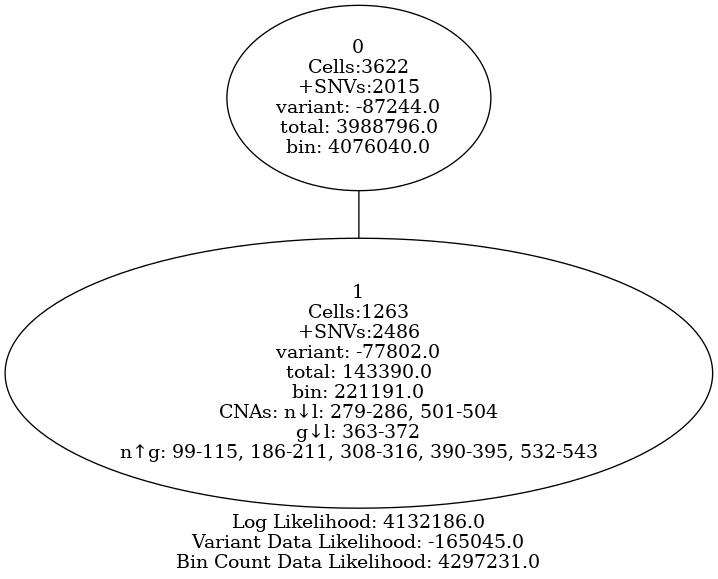 0
Cells:3622
+SNVs:2015
variant: -87244.0
total: 3988796.0
bin: 4076040.0
1
Cells:1263
+SNVs:2486
variant: -77802.0
total: 143390.0
bin: 221191.0
CNAs: n↓l: 279-286, 501-504
g↓l: 363-372
n↑g: 99-115, 186-211, 308-316, 390-395, 532-543
Log Likelihood: 4132186.0
Variant Data Likelihood: -165045.0
Bin Count Data Likelihood: 4297231.0